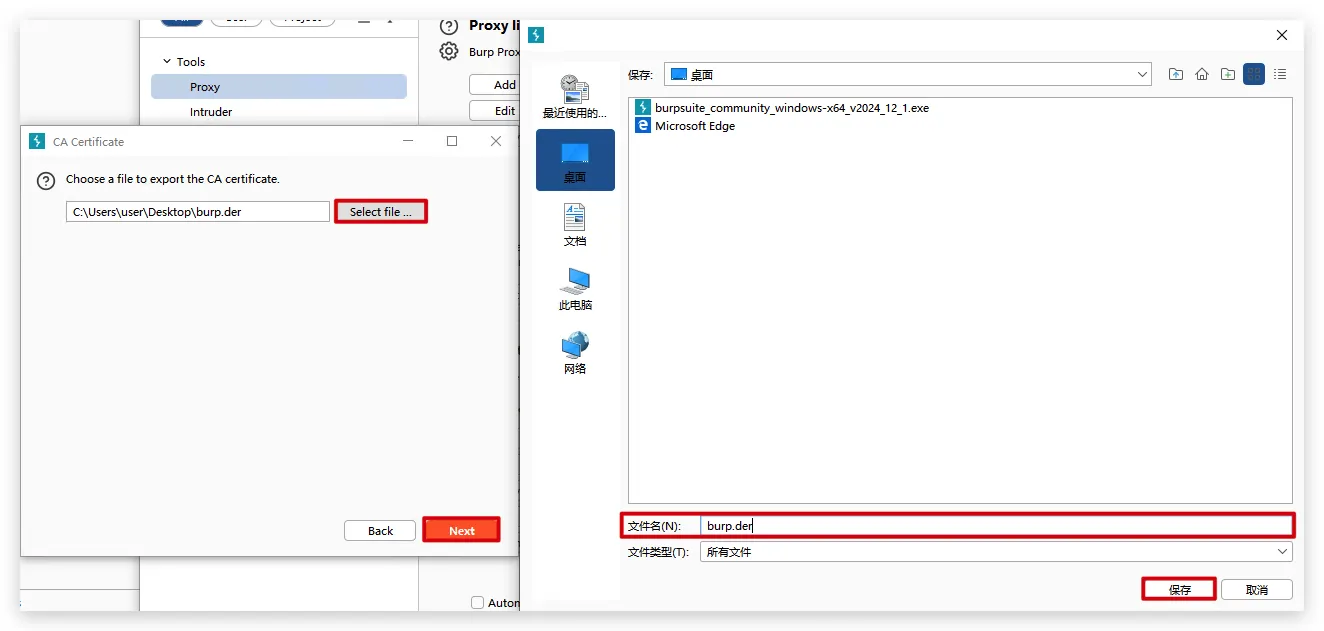 Proxy li
Tools
Burp Prox
Proxy
Add
Intruder
Edit
CA Certificate
Choose a file to export the CA certificate.
C:\Users\user\Desktop\burp.der
Select file ...
Back
Next
Autom
保存:
桌面
最近使用的...
桌面
文档
此电脑
网络
burpsuite_community_windows-x64_v2024_12_1.exe
Microsoft Edge
文件名(N):
burp.der
文件类型(T):
所有文件
保存
取消